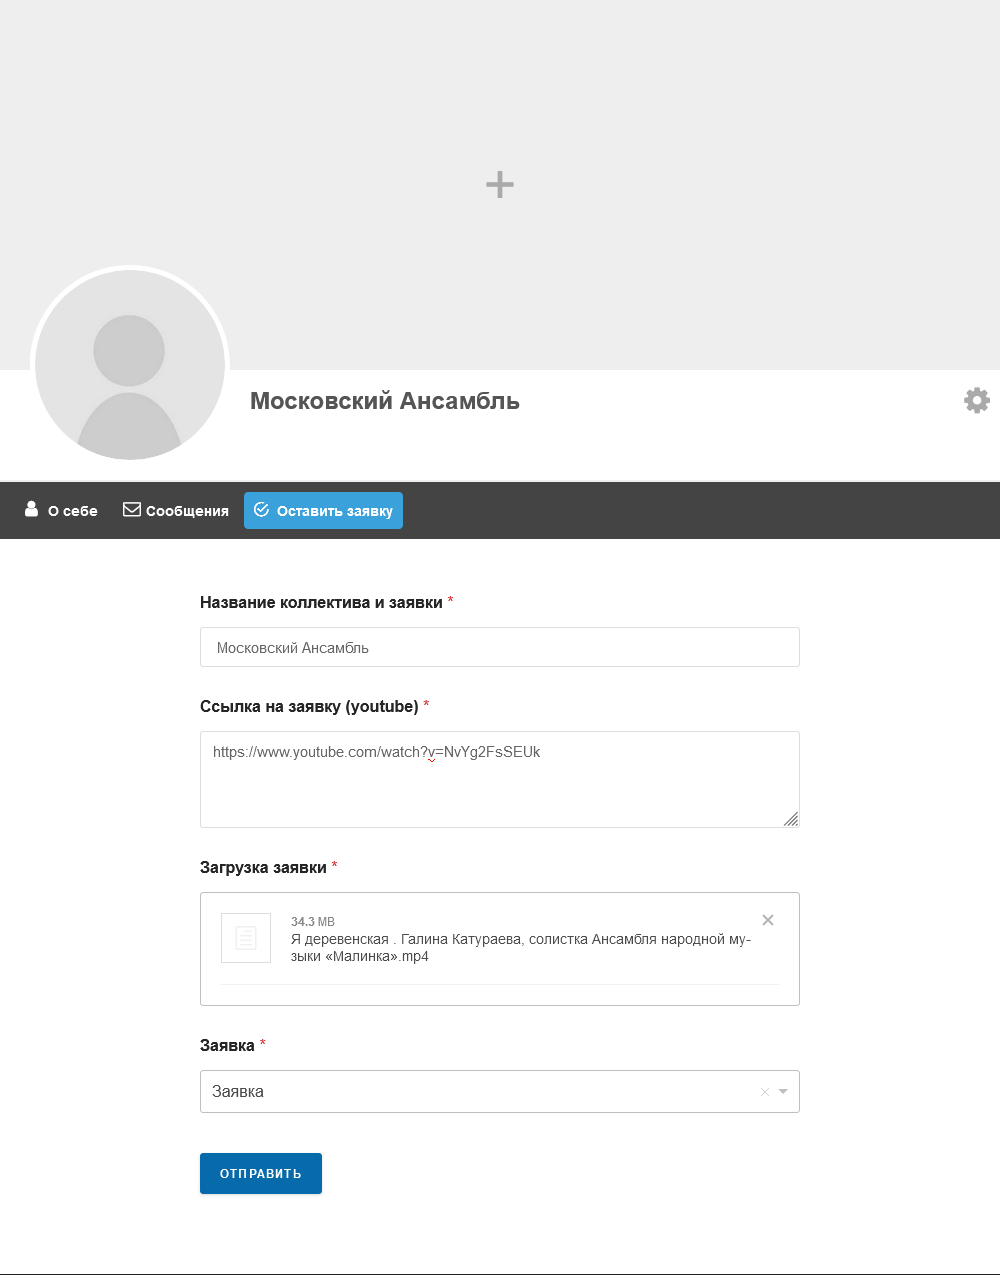 Московский Ансамбль
О себе
Сообщения
Оставить заявку
Название коллектива и заявки *
Московский Ансамбль
Ссылка на заявку (youtube) *
https://www.youtube.com/watch?v=NvYg2FsSEUk
Загрузка заявки *
34.3 MB
Я деревенская . Галина Катураева, солистка Ансамбля народной му-
зыки «Малинка».mp4
Заявка *
Заявка
ОТПРАВИТЬ